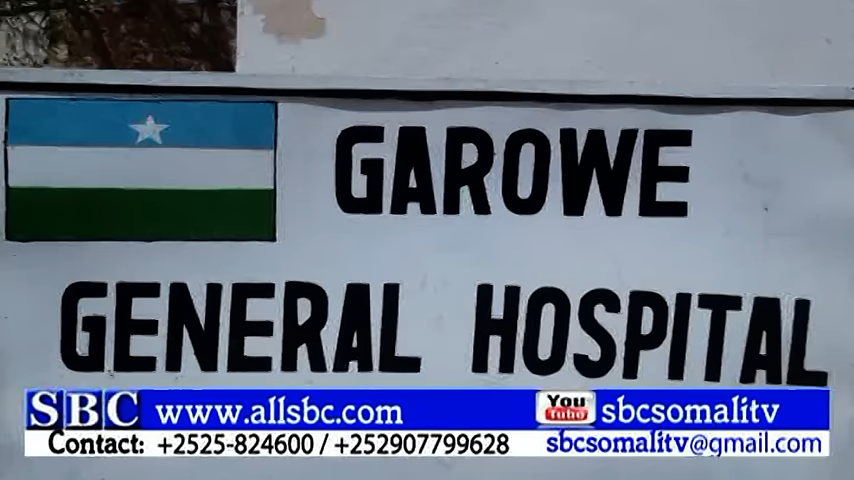 GAROWE
GENERAL HOSPITAL
SBC www.allsbc.com You Tube sbcsomalitv
Contact: +2525-824600 / +252907799628 sbcsomalitv@gmail.com